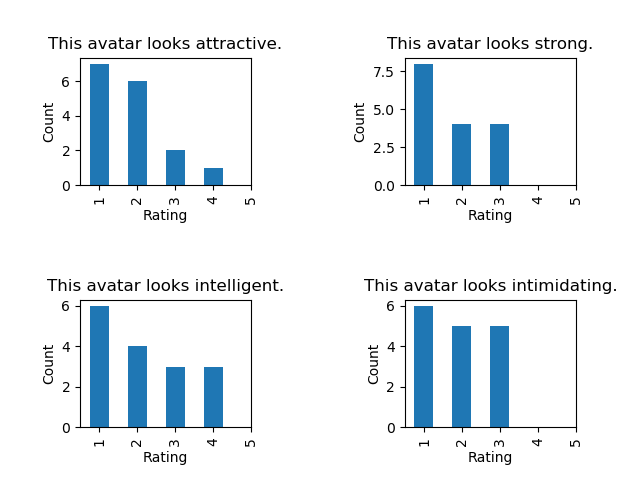 This avatar looks attractive.
6
4
2
0
Count
1 2 3 4 5
Rating
This avatar looks strong.
7.5
5.0
2.5
0.0
Count
1 2 3 4 5
Rating
This avatar looks intelligent.
6
4
2
0
Count
1 2 3 4 5
Rating
This avatar looks intimidating.
6
4
2
0
Count
1 2 3 4 5
Rating